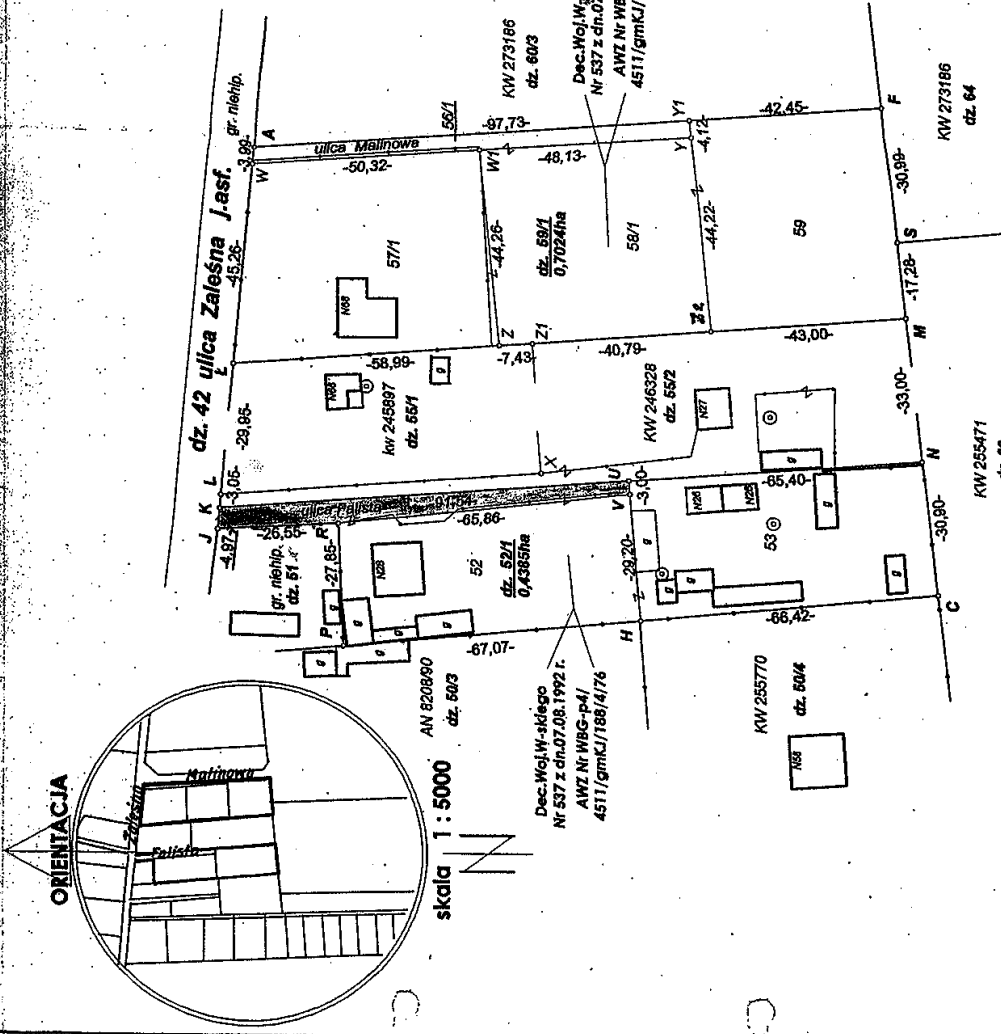 ORIENTACJA
Zaleśna
Malinowa
Falista
skala 1 : 5000
N
dz. 42 ulica Zaleśna J.asf.
gr. niehip.
J
K
L
Ł
W
A
-4,97-
-3,05-
-29,95-
-45,26-
-3,99-
ulica Malinowa
56/1
KW 273186
dz. 60/3
-97,73-
-50,32-
57/1
N68
-58,99-
N66
g
kw 245897
dz. 55/1
-26,55-
gr. niehip.
dz. 51
R
-27,85-
P
g
g
g
g
g
N28
52
dz. 52/1
0,4385ha
-65,86-
-67,07-
AN 8208/90
dz. 50/3
W1
-44,26-
Z
Z1
-7,43-
-48,13-
dz. 59/1
0,7024ha
58/1
-40,79-
Y
Y1
-4,12-
-44,22-
59
-42,45-
F
-43,00-
KW 246328
dz. 55/2
N27
X
U
V
-3,00-
-29,20-
H
g
g
g
N26
N25
g
g
g
53
-65,40-
-66,42-
-30,90-
C
N
-33,00-
M
-17,28-
S
-30,99-
KW 273186
dz. 64
KW 255471
KW 255770
dz. 50/4
N55
Dec.Woj.W-skiego
Nr 537 z dn.07.08.1992 r.
AWZ Nr WBG-p4/
4511/gmKJ/188/4/76
Dec.Woj.W
Nr 537 z dn.07
AWZ Nr WB
4511/gmKJ/